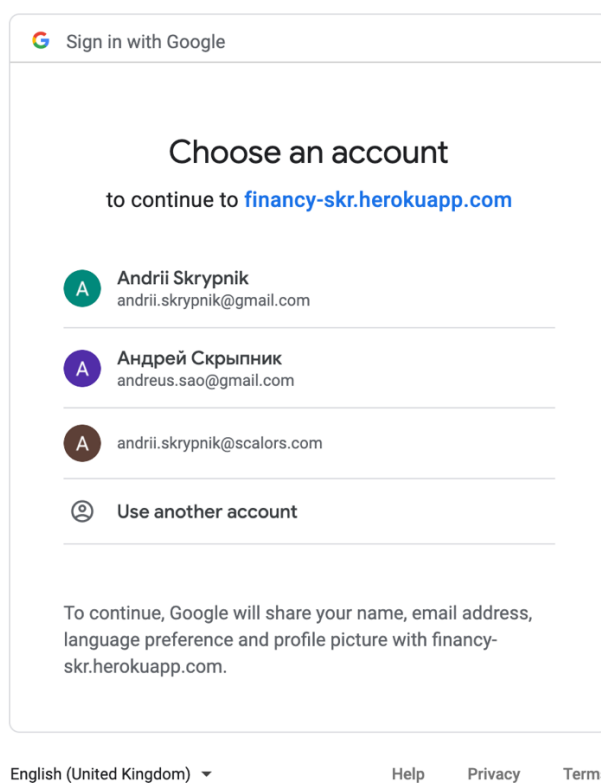 Sign in with Google
Choose an account
to continue to financy-skr.herokuapp.com
A
Andrii Skrypnik
andrii.skrypnik@gmail.com
A
Андрей Скрыпник
andreus.sao@gmail.com
A
andrii.skrypnik@scalors.com
Use another account
To continue, Google will share your name, email address,
language preference and profile picture with financy-
skr.herokuapp.com.
English (United Kingdom) Help Privacy Term